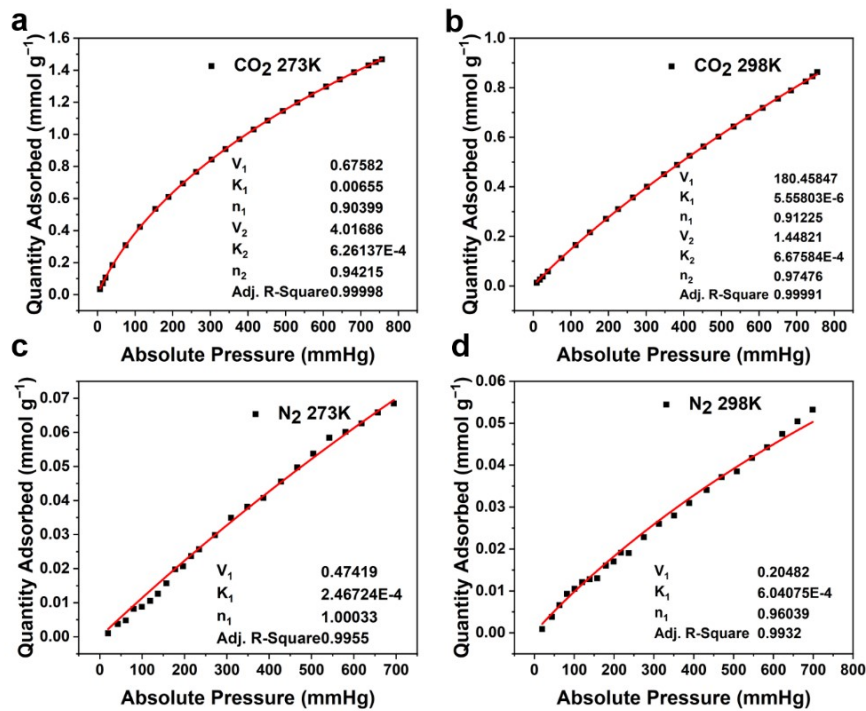 a
CO2 273K
Quantity Adsorbed (mmol g⁻¹)
1.6
1.4
1.2
1.0
0.8
0.6
0.4
0.2
0.0
V1 0.67582
K1 0.00655
n1 0.90399
V2 4.01686
K2 6.26137E-4
n2 0.94215
Adj. R-Square 0.99998
0 100 200 300 400 500 600 700 800
Absolute Pressure (mmHg)
b
CO2 298K
Quantity Adsorbed (mmol g⁻¹)
1.0
0.8
0.6
0.4
0.2
0.0
V1 180.45847
K1 5.55803E-6
n1 0.91225
V2 1.44821
K2 6.67584E-4
n2 0.97476
Adj. R-Square 0.99991
0 100 200 300 400 500 600 700 800
Absolute Pressure (mmHg)
c
N2 273K
Quantity Adsorbed (mmol g⁻¹)
0.07
0.06
0.05
0.04
0.03
0.02
0.01
0.00
V1 0.47419
K1 2.46724E-4
n1 1.00033
Adj. R-Square 0.9955
0 100 200 300 400 500 600 700
Absolute Pressure (mmHg)
d
N2 298K
Quantity Adsorbed (mmol g⁻¹)
0.06
0.05
0.04
0.03
0.02
0.01
0.00
V1 0.20482
K1 6.04075E-4
n1 0.96039
Adj. R-Square 0.9932
0 100 200 300 400 500 600 700 800
Absolute Pressure (mmHg)